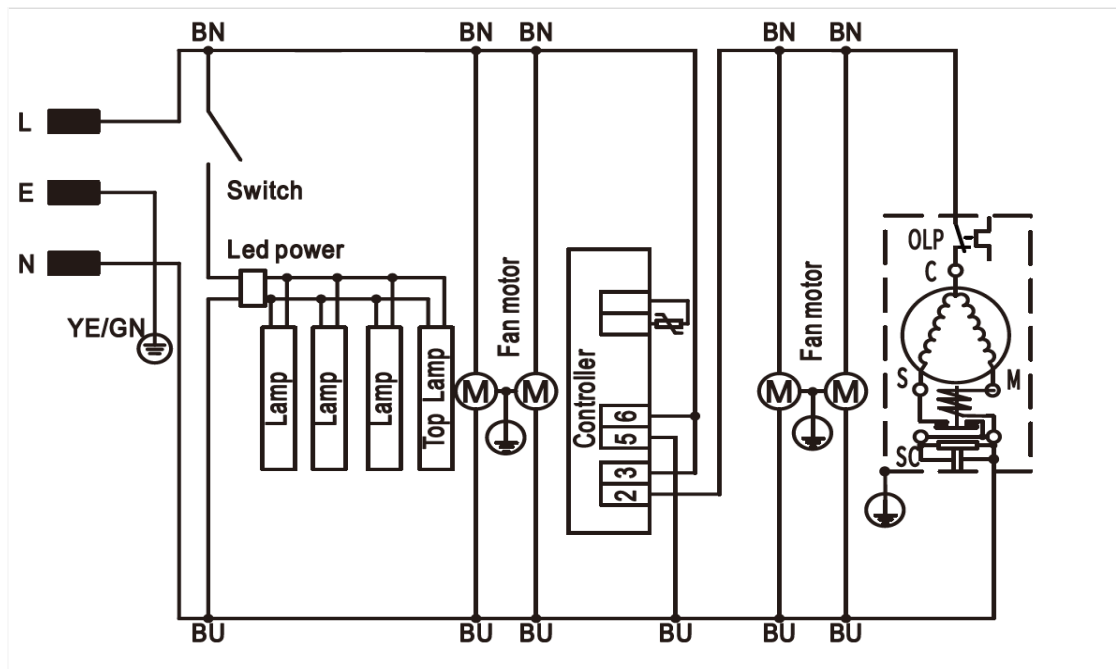 BN
BN
BN
BN
BN
L
E
N
Switch
Led power
YE/GN
Lamp
Lamp
Lamp
Top Lamp
Fan motor
M
M
Controller
6
5
3
2
Fan motor
M
M
OLP
C
S
M
SC
BU
BU
BU
BU
BU
BU